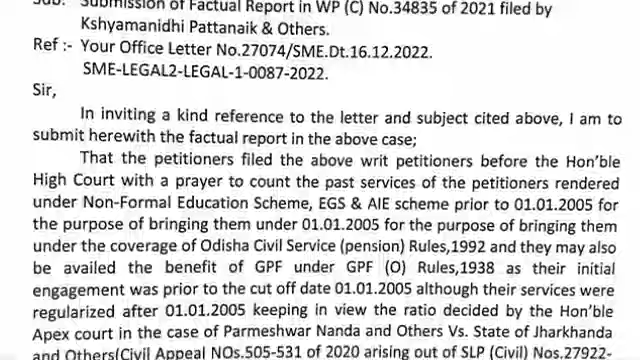 Sub:- Submission of Factual Report in WP (C) No.34835 of 2021 filed by
Kshyamanidhi Pattanaik & Others.
Ref :- Your Office Letter No.27074/SME.Dt.16.12.2022.
SME-LEGAL2-LEGAL-1-0087-2022.
Sir,
In inviting a kind reference to the letter and subject cited above, I am to
submit herewith the factual report in the above case;
That the petitioners filed the above writ petitioners before the Hon'ble
High Court with a prayer to count the past services of the petitioners rendered
under Non-Formal Education Scheme, EGS & AIE scheme prior to 01.01.2005 for
the purpose of bringing them under 01.01.2005 for the purpose of bringing them
under the coverage of Odisha Civil Service (pension) Rules,1992 and they may also
be availed the benefit of GPF under GPF (O) Rules,1938 as their initial
engagement was prior to the cut off date 01.01.2005 although their services were
regularized after 01.01.2005 keeping in view the ratio decided by the Hon'ble
Apex court in the case of Parmeshwar Nanda and Others Vs. State of Jharkhanda
and Others(Civil Appeal NOs.505-531 of 2020 arising out of SLP (Civil) Nos.27922-